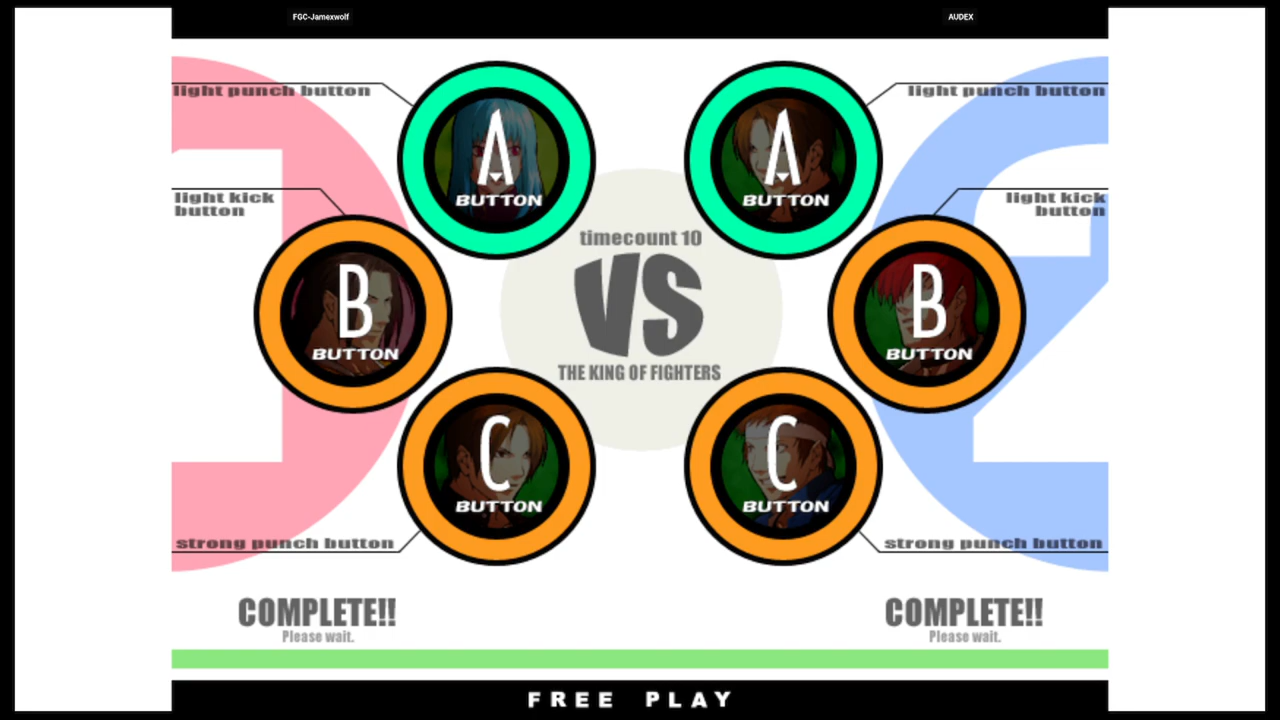 FGC-Jamexwolf
AUDEX
light punch button
light punch button
A
BUTTON
A
BUTTON
light kick
button
light kick
button
timecount 10
VS
THE KING OF FIGHTERS
B
BUTTON
B
BUTTON
C
BUTTON
C
BUTTON
strong punch button
strong punch button
COMPLETE!!
Please wait.
COMPLETE!!
Please wait.
FREE PLAY